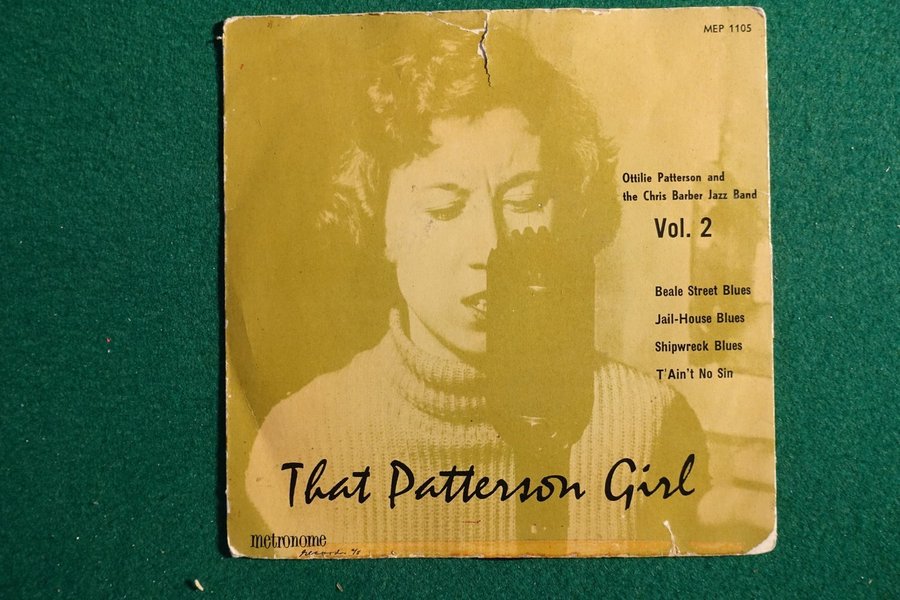 MEP 1105
Ottilie Patterson and
the Chris Barber Jazz Band
Vol. 2
Beale Street Blues
Jail-House Blues
Shipwreck Blues
T'Ain't No Sin
That Patterson Girl
metronome
records